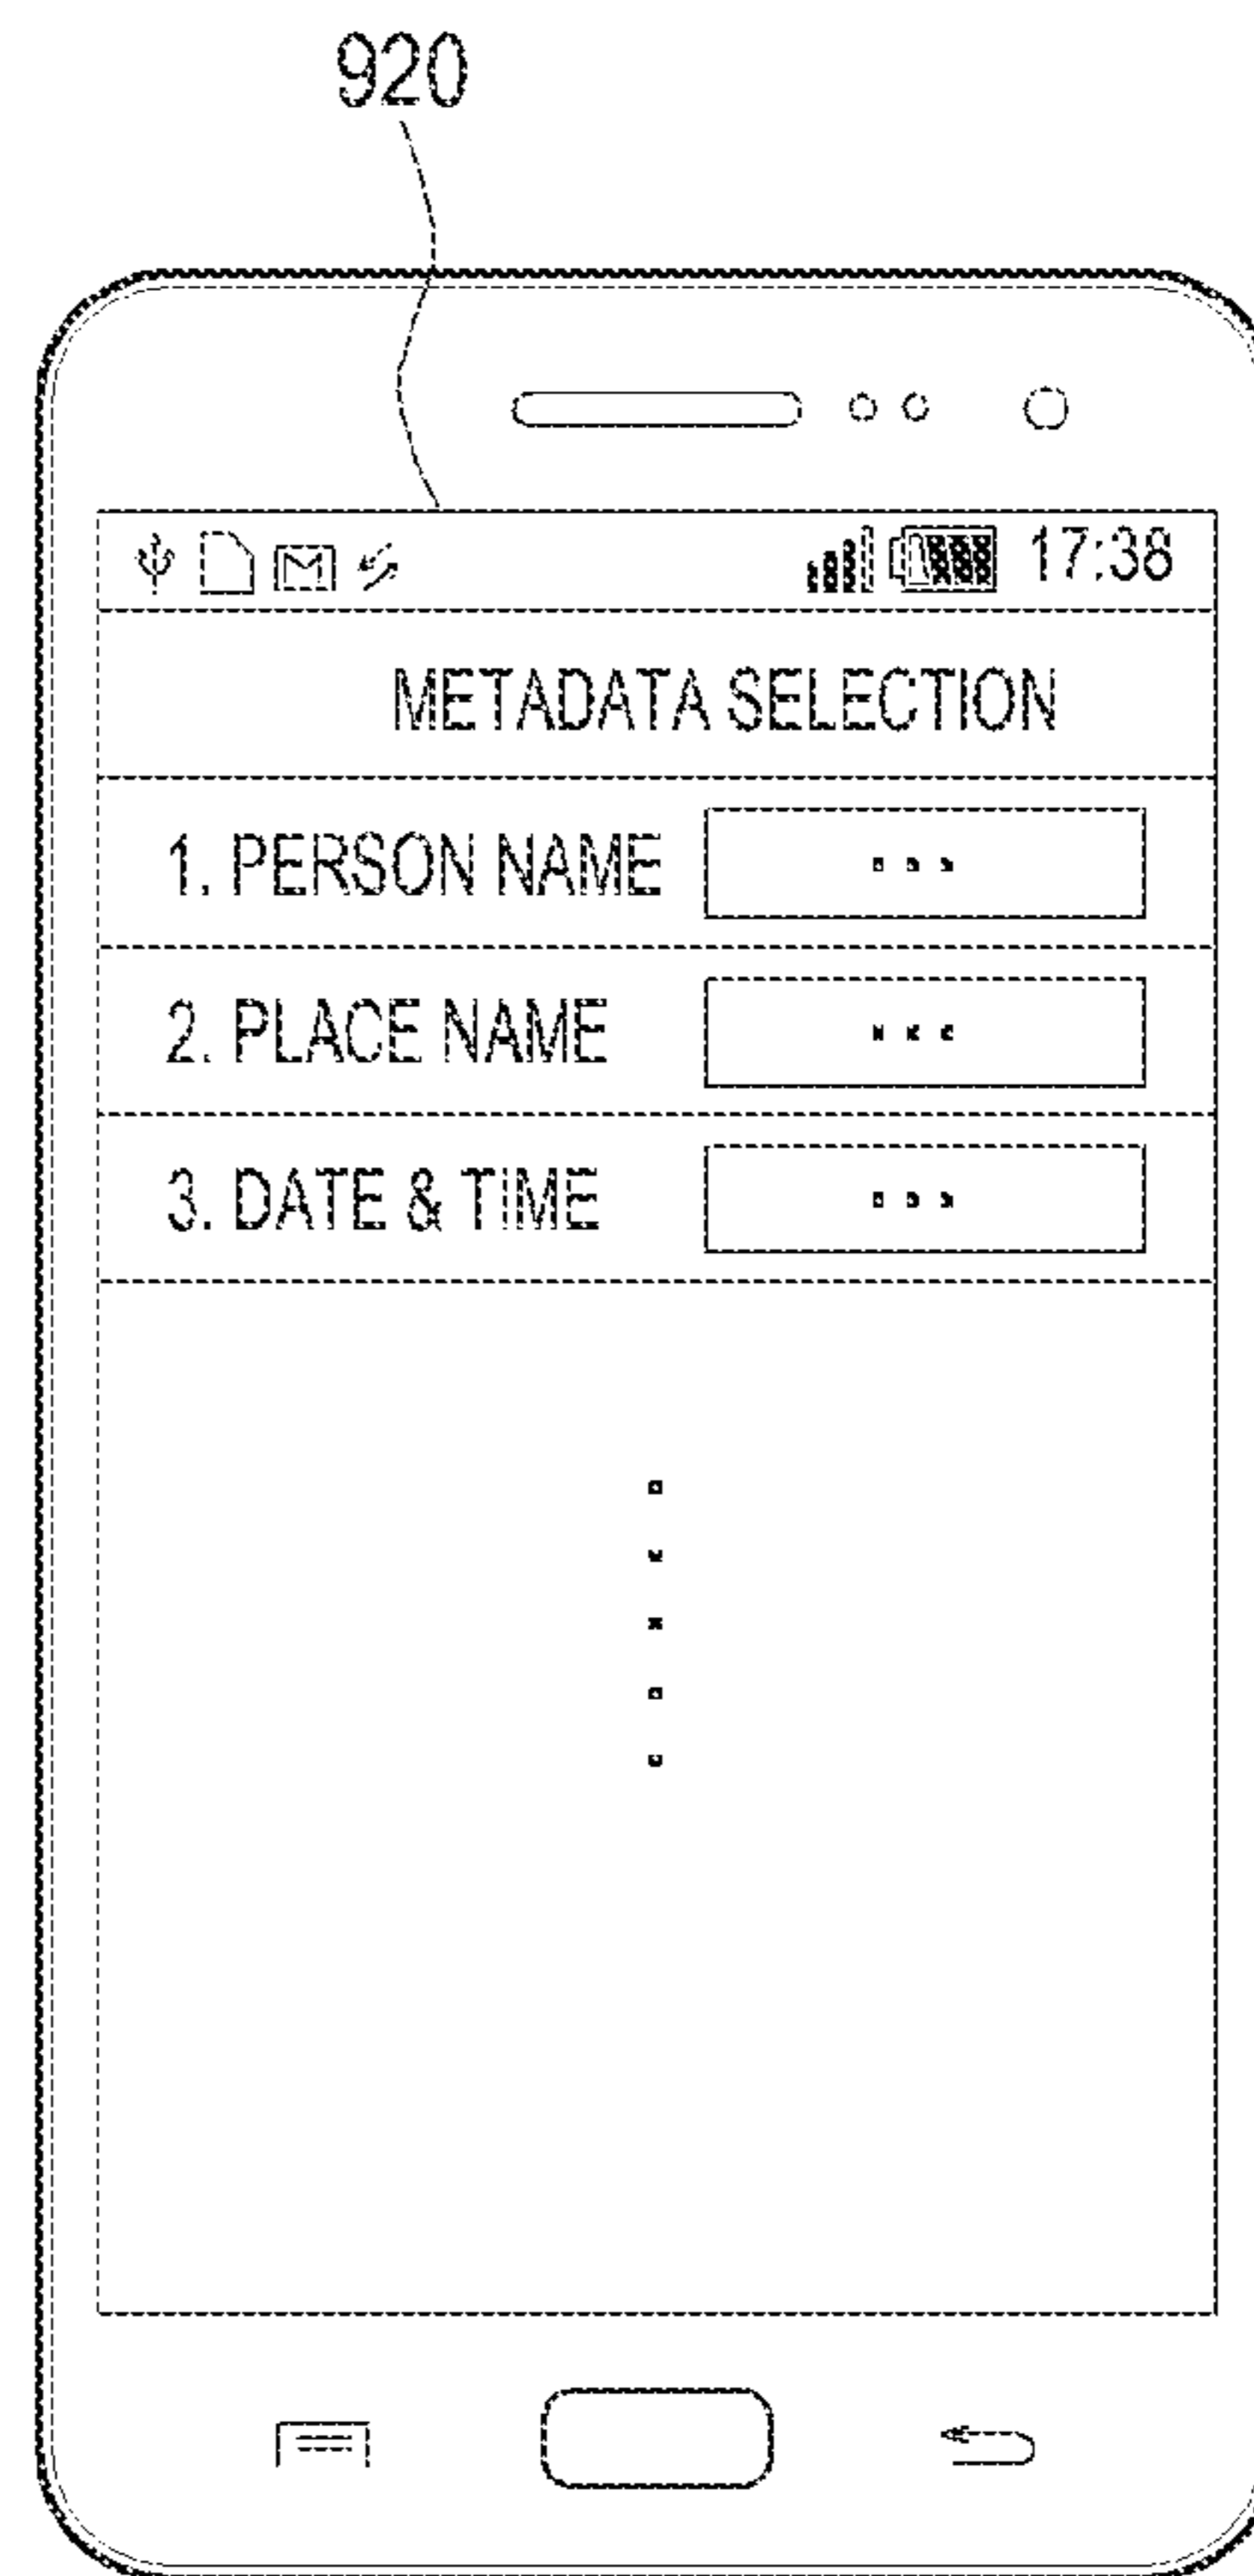 920
17:38
METADATA SELECTION
1. PERSON NAME ...
2. PLACE NAME ...
3. DATE & TIME ...